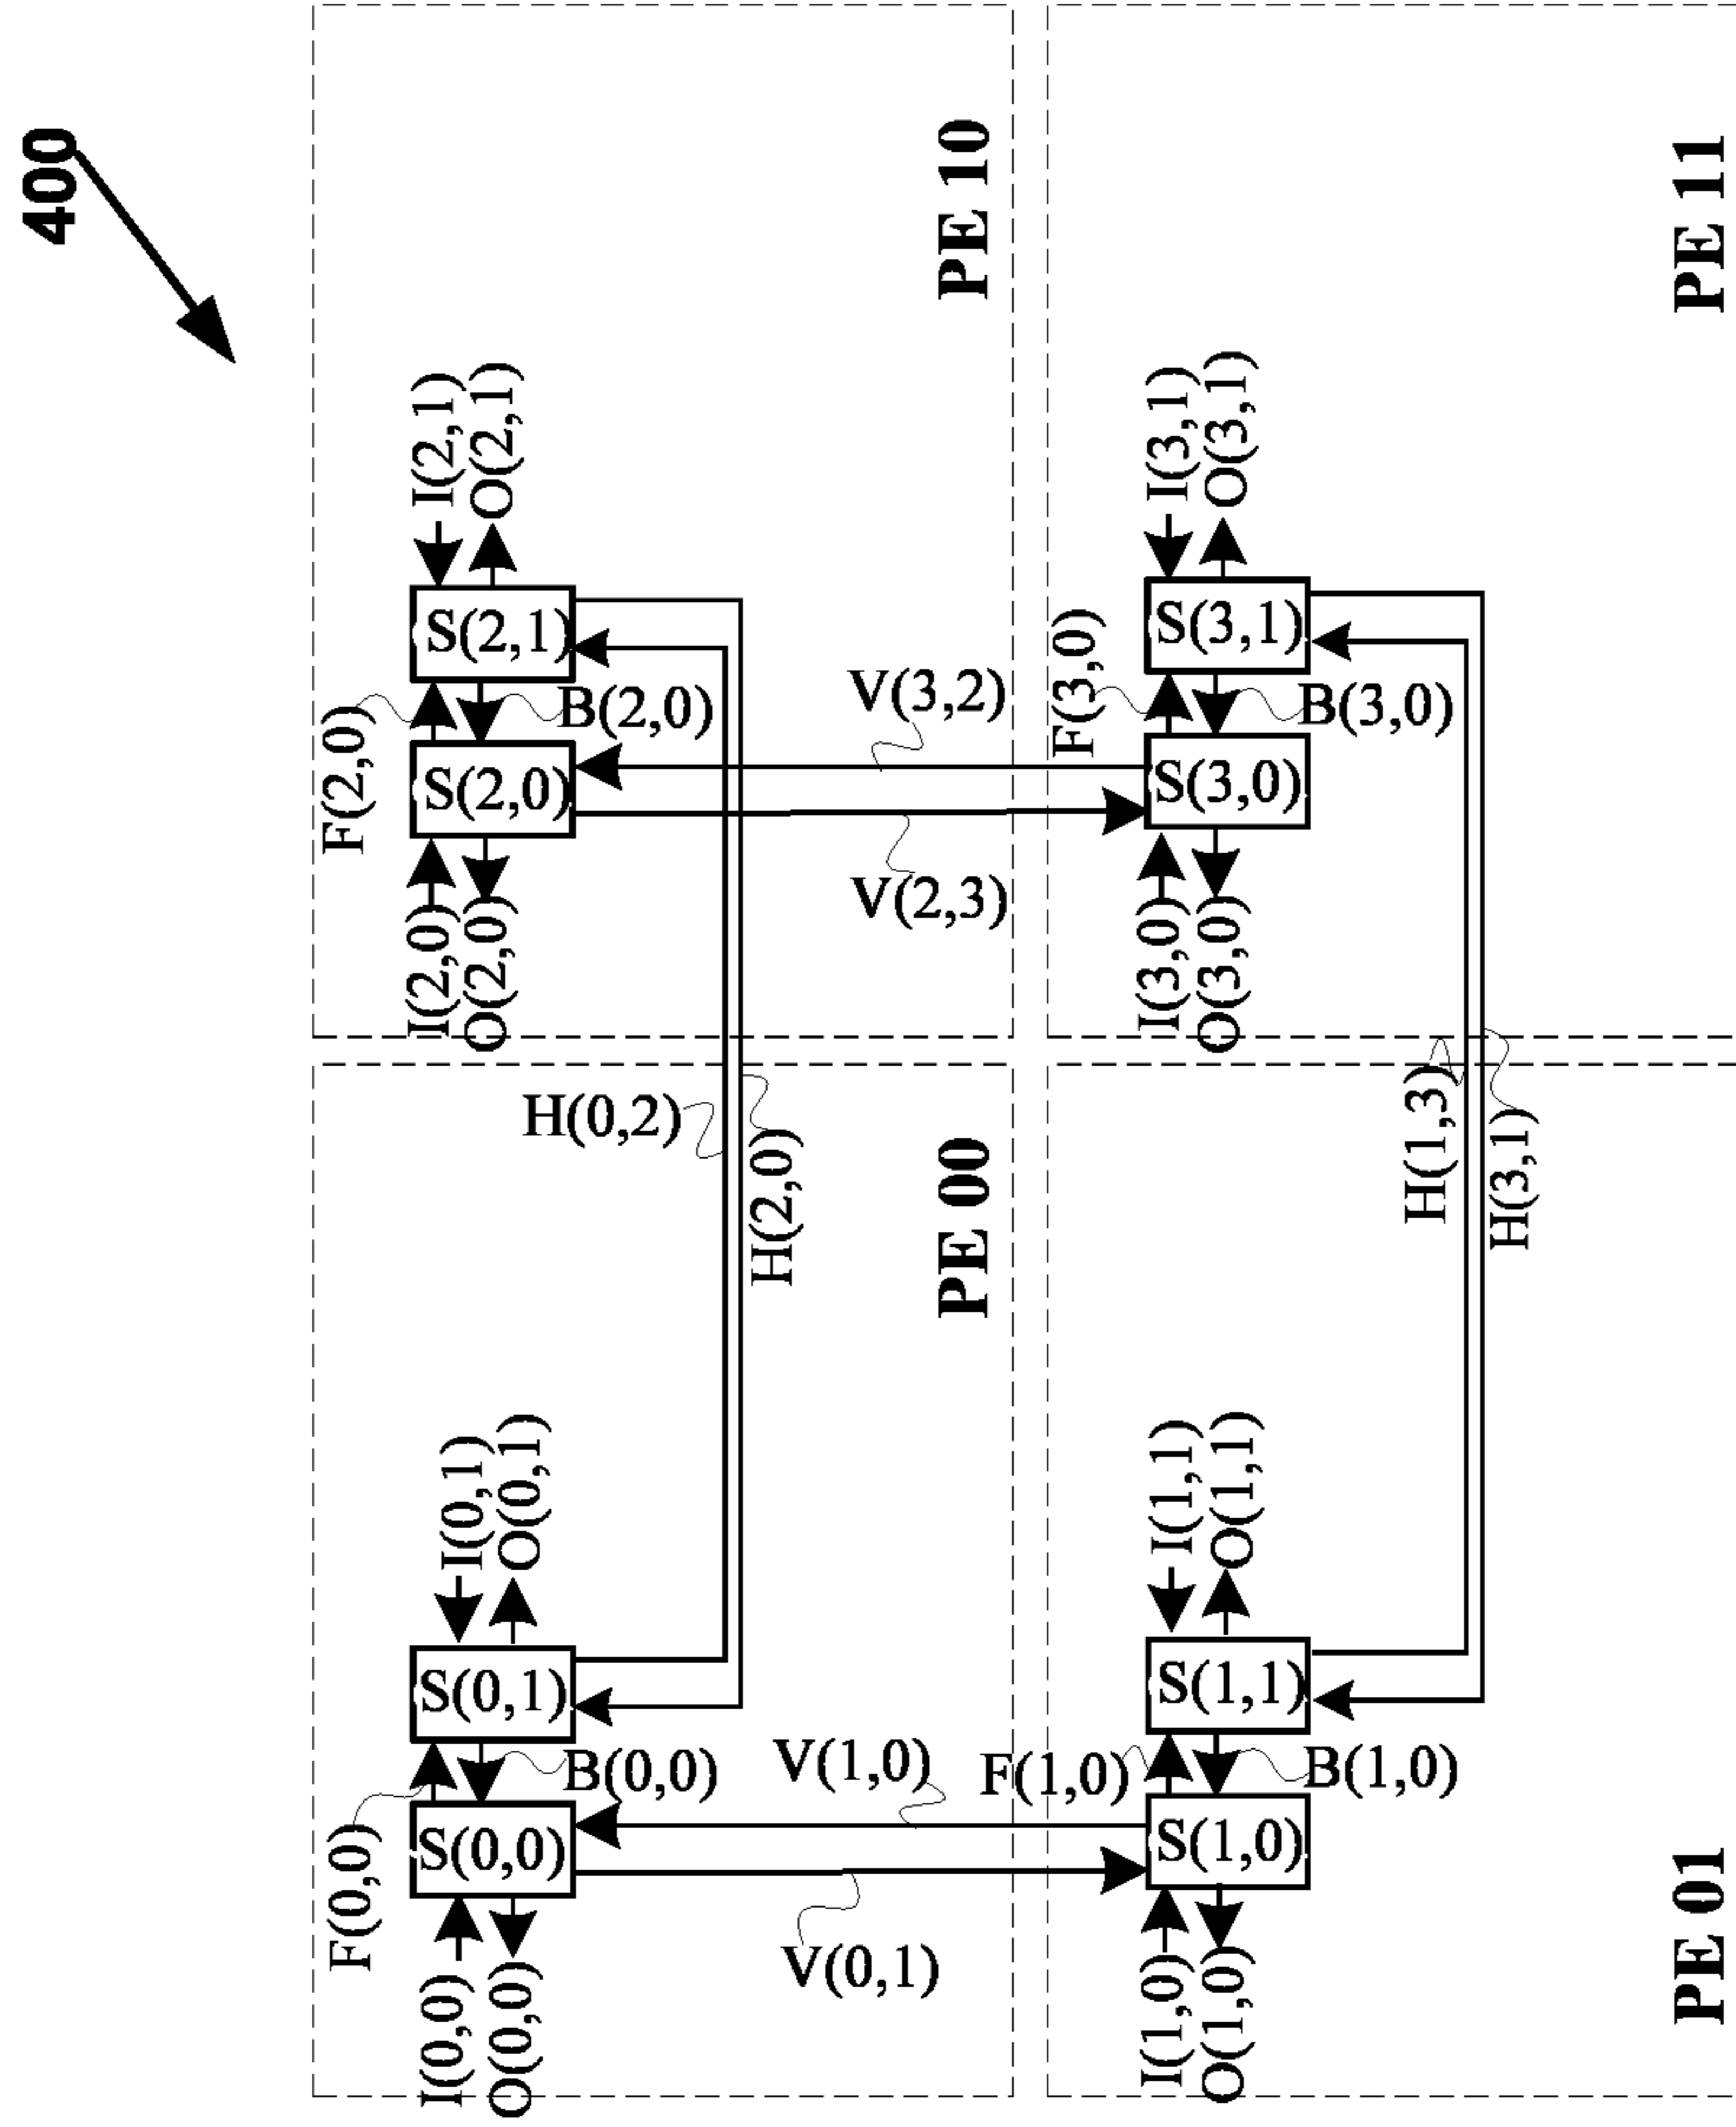 400
PE 00
I(0,0)
O(0,0)
F(0,0)
S(0,0)
B(0,0)
S(0,1)
I(0,1)
O(0,1)
V(0,1)
V(1,0)
H(0,2)
H(2,0)
PE 10
I(2,0)
O(2,0)
F(2,0)
S(2,0)
B(2,0)
S(2,1)
I(2,1)
O(2,1)
V(2,3)
V(3,2)
PE 01
I(1,0)
O(1,0)
F(1,0)
S(1,0)
B(1,0)
S(1,1)
I(1,1)
O(1,1)
H(1,3)
H(3,1)
PE 11
I(3,0)
O(3,0)
F(3,0)
S(3,0)
B(3,0)
S(3,1)
I(3,1)
O(3,1)